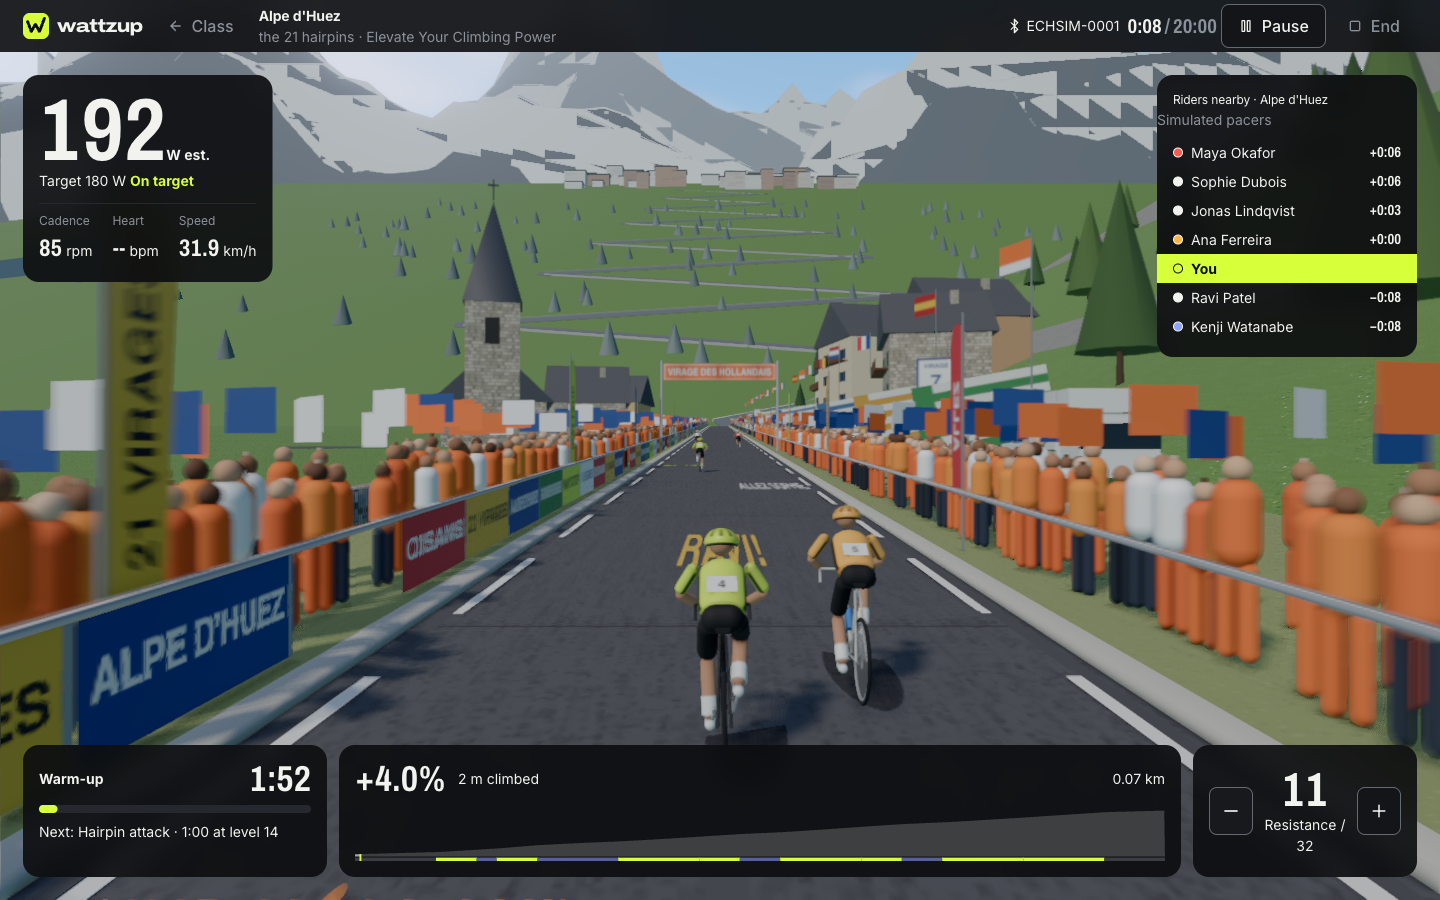 wattzup
Class
Alpe d'Huez
the 21 hairpins · Elevate Your Climbing Power
ECHSIM-0001 0:08 / 20:00
Pause
End
192 W est.
Target 180 W On target
Cadence Heart Speed
85 rpm -- bpm 31.9 km/h
Riders nearby · Alpe d'Huez
Simulated pacers
Maya Okafor +0:06
Sophie Dubois +0:06
Jonas Lindqvist +0:03
Ana Ferreira +0:00
You
Ravi Patel −0:08
Kenji Watanabe −0:08
21 VIRAGES
VIRAGE DES HOLLANDAIS
VIRAGE
7
OISANS
ALPE D'HUEZ
ES
4
5
Warm-up 1:52
Next: Hairpin attack · 1:00 at level 14
+4.0% 2 m climbed 0.07 km
11
Resistance /
32